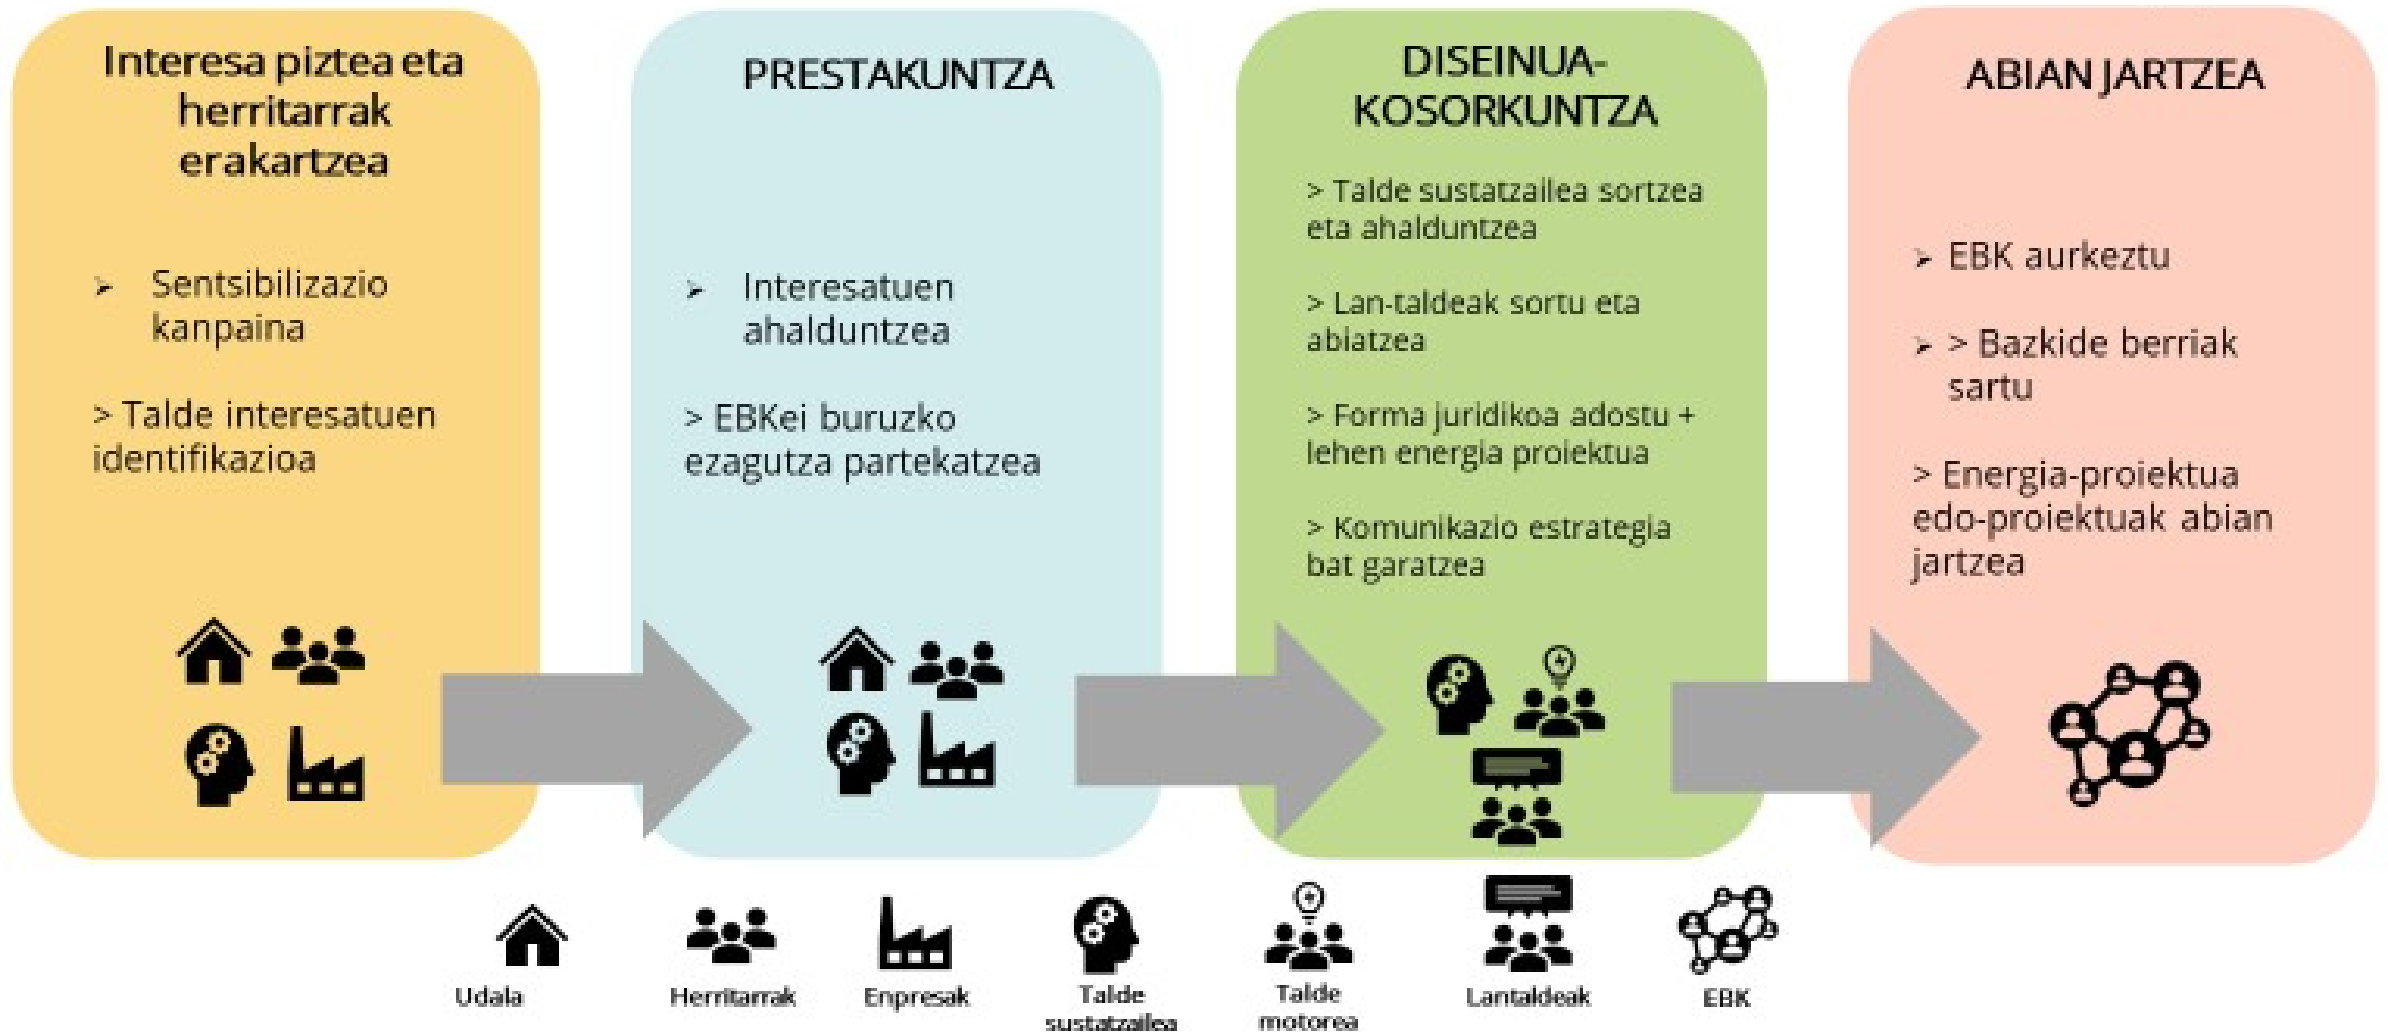 Interesa piztea eta
herritarrak
erakartzea
➢ Sentsibilizazio
kanpaina
> Talde interesatuen
identifikazioa
PRESTAKUNTZA
➢ Interesatuen
ahalduntzea
> EBKei buruzko
ezagutza partekatzea
DISEINUA-
KOSORKUNTZA
> Talde sustatzailea sortzea
eta ahalduntzea
> Lan-taldeak sortu eta
abiatzea
> Forma juridikoa adostu +
lehen energia proiektua
> Komunikazio estrategia
bat garatzea
ABIAN JARTZEA
➢ EBK aurkeztu
➢ > Bazkide berriak
sartu
> Energia-proiektua
edo-proiektuak abian
jartzea
Udala
Herritarrak
Enpresak
Talde
sustatzailea
Talde
motorea
Lantaldeak
EBK